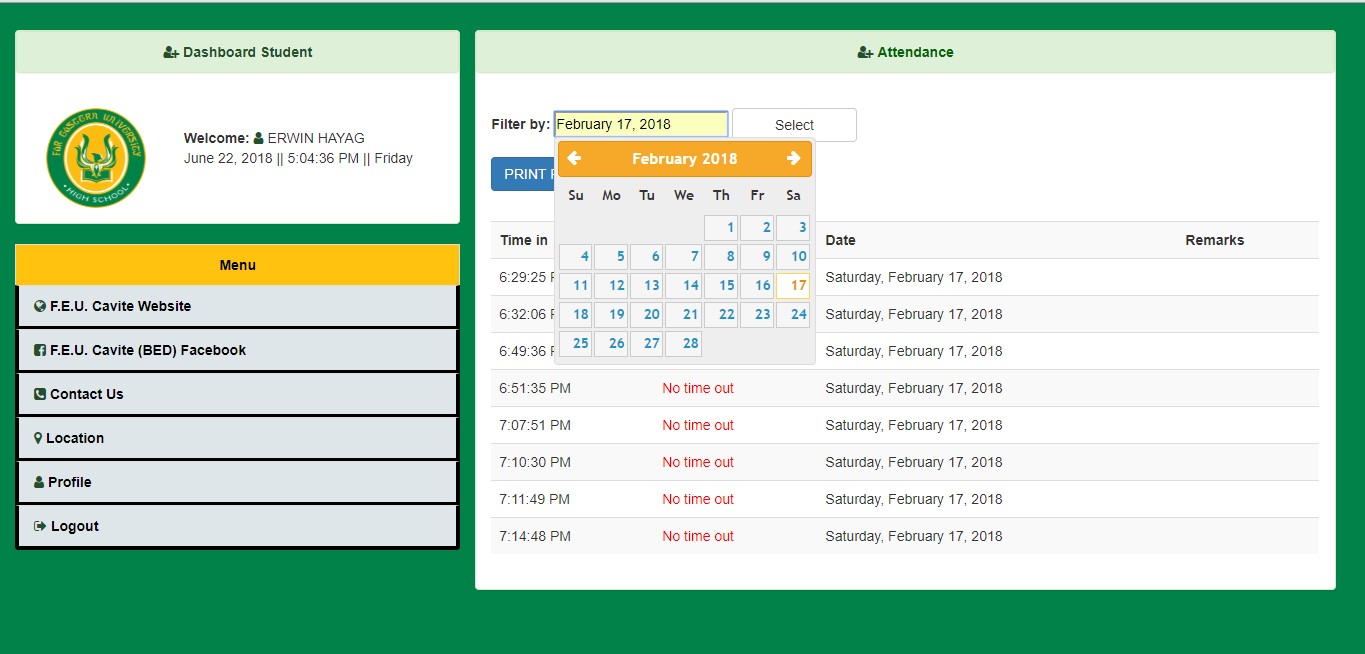 Dashboard Student
FAR EASTERN UNIVERSITY
HIGH SCHOOL
Welcome: ERWIN HAYAG
June 22, 2018 || 5:04:36 PM || Friday
Menu
F.E.U. Cavite Website
F.E.U. Cavite (BED) Facebook
Contact Us
Location
Profile
Logout
Attendance
Filter by: February 17, 2018 Select
PRINT
February 2018
Su Mo Tu We Th Fr Sa
1 2 3
4 5 6 7 8 9 10
11 12 13 14 15 16 17
18 19 20 21 22 23 24
25 26 27 28
Time in Date Remarks
6:29:25 Saturday, February 17, 2018
6:32:06 Saturday, February 17, 2018
6:49:36 Saturday, February 17, 2018
6:51:35 PM No time out Saturday, February 17, 2018
7:07:51 PM No time out Saturday, February 17, 2018
7:10:30 PM No time out Saturday, February 17, 2018
7:11:49 PM No time out Saturday, February 17, 2018
7:14:48 PM No time out Saturday, February 17, 2018